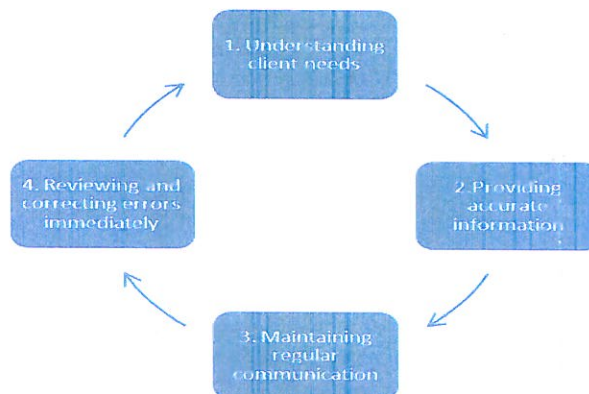 1. Understanding
client needs
2.Providing
accurate
information
3. Maintaining
regular
communication
4. Reviewing and
correcting errors
immediately